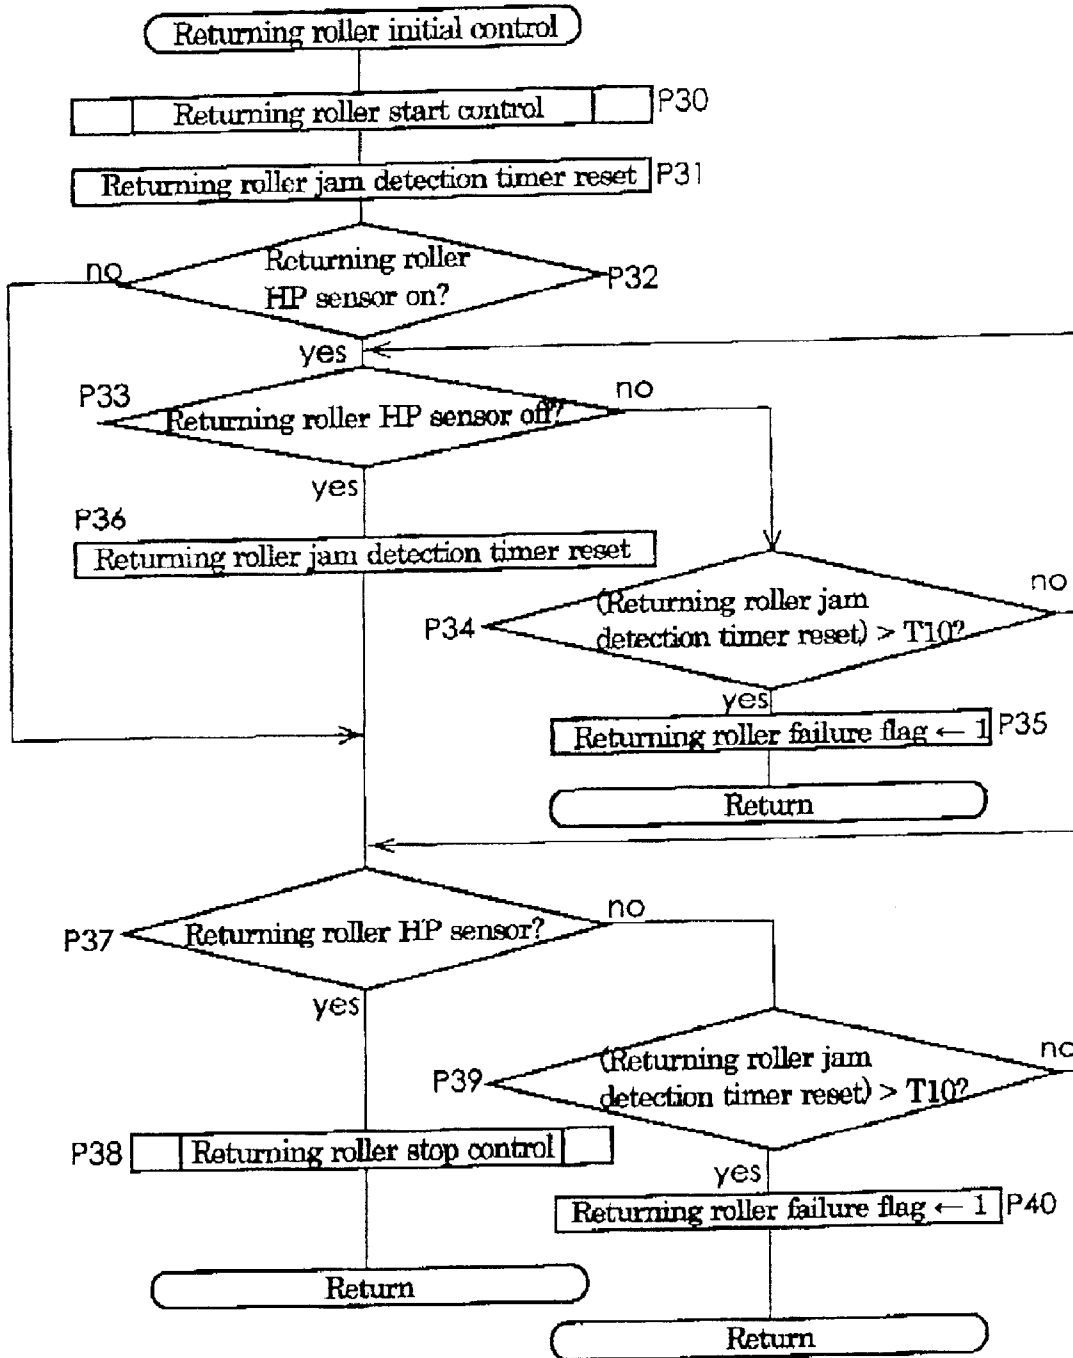 Returning roller initial control
Returning roller start control
P30
Returning roller jam detection timer reset
P31
Returning roller
HP sensor on?
P32
no
yes
P33
Returning roller HP sensor off?
no
yes
P36
Returning roller jam detection timer reset
P34
(Returning roller jam
detection timer reset) > T10?
no
yes
Returning roller failure flag ← 1
P35
Return
P37
Returning roller HP sensor?
no
yes
P39
(Returning roller jam
detection timer reset) > T10?
no
yes
P38
Returning roller stop control
Returning roller failure flag ← 1
P40
Return
Return